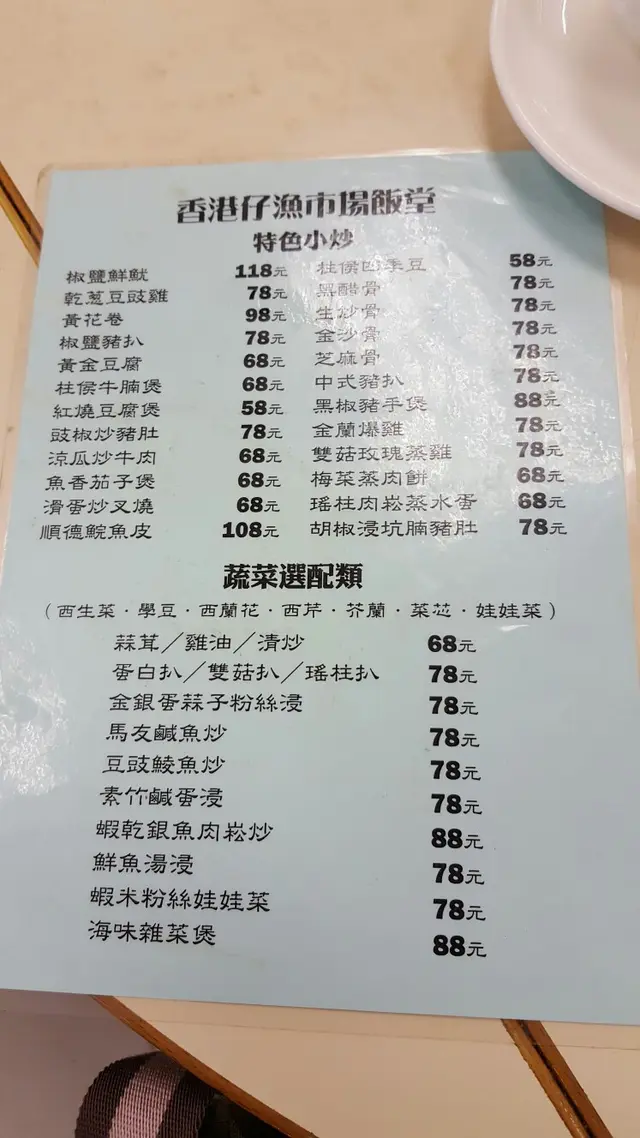 香港仔漁市場飯堂
特色小炒
椒鹽鮮魷 118元
乾蔥豆豉雞 78元
黃花卷 98元
椒鹽豬扒 78元
黃金豆腐 68元
柱侯牛腩煲 68元
紅燒豆腐煲 58元
豉椒炒豬肚 78元
涼瓜炒牛肉 68元
魚香茄子煲 68元
滑蛋炒叉燒 68元
順德鯇魚皮 108元
柱侯四季豆 58元
黑醋骨 78元
生炒骨 78元
金沙骨 78元
芝麻骨 78元
中式豬扒 78元
黑椒豬手煲 88元
金蘭爆雞 78元
雙菇玫瑰蒸雞 78元
梅菜蒸肉餅 68元
瑤柱肉崧蒸水蛋 68元
胡椒浸坑腩豬肚 78元
蔬菜選配類
（西生菜．學豆．西蘭花．西芹．芥蘭．菜芯．娃娃菜）
蒜茸／雞油／清炒 68元
蛋白扒／雙菇扒／瑤柱扒 78元
金銀蛋蒜子粉絲浸 78元
馬友鹹魚炒 78元
豆豉鯪魚炒 78元
素竹鹹蛋浸 78元
蝦乾銀魚肉崧炒 88元
鮮魚湯浸 78元
蝦米粉絲娃娃菜 78元
海味雜菜煲 88元